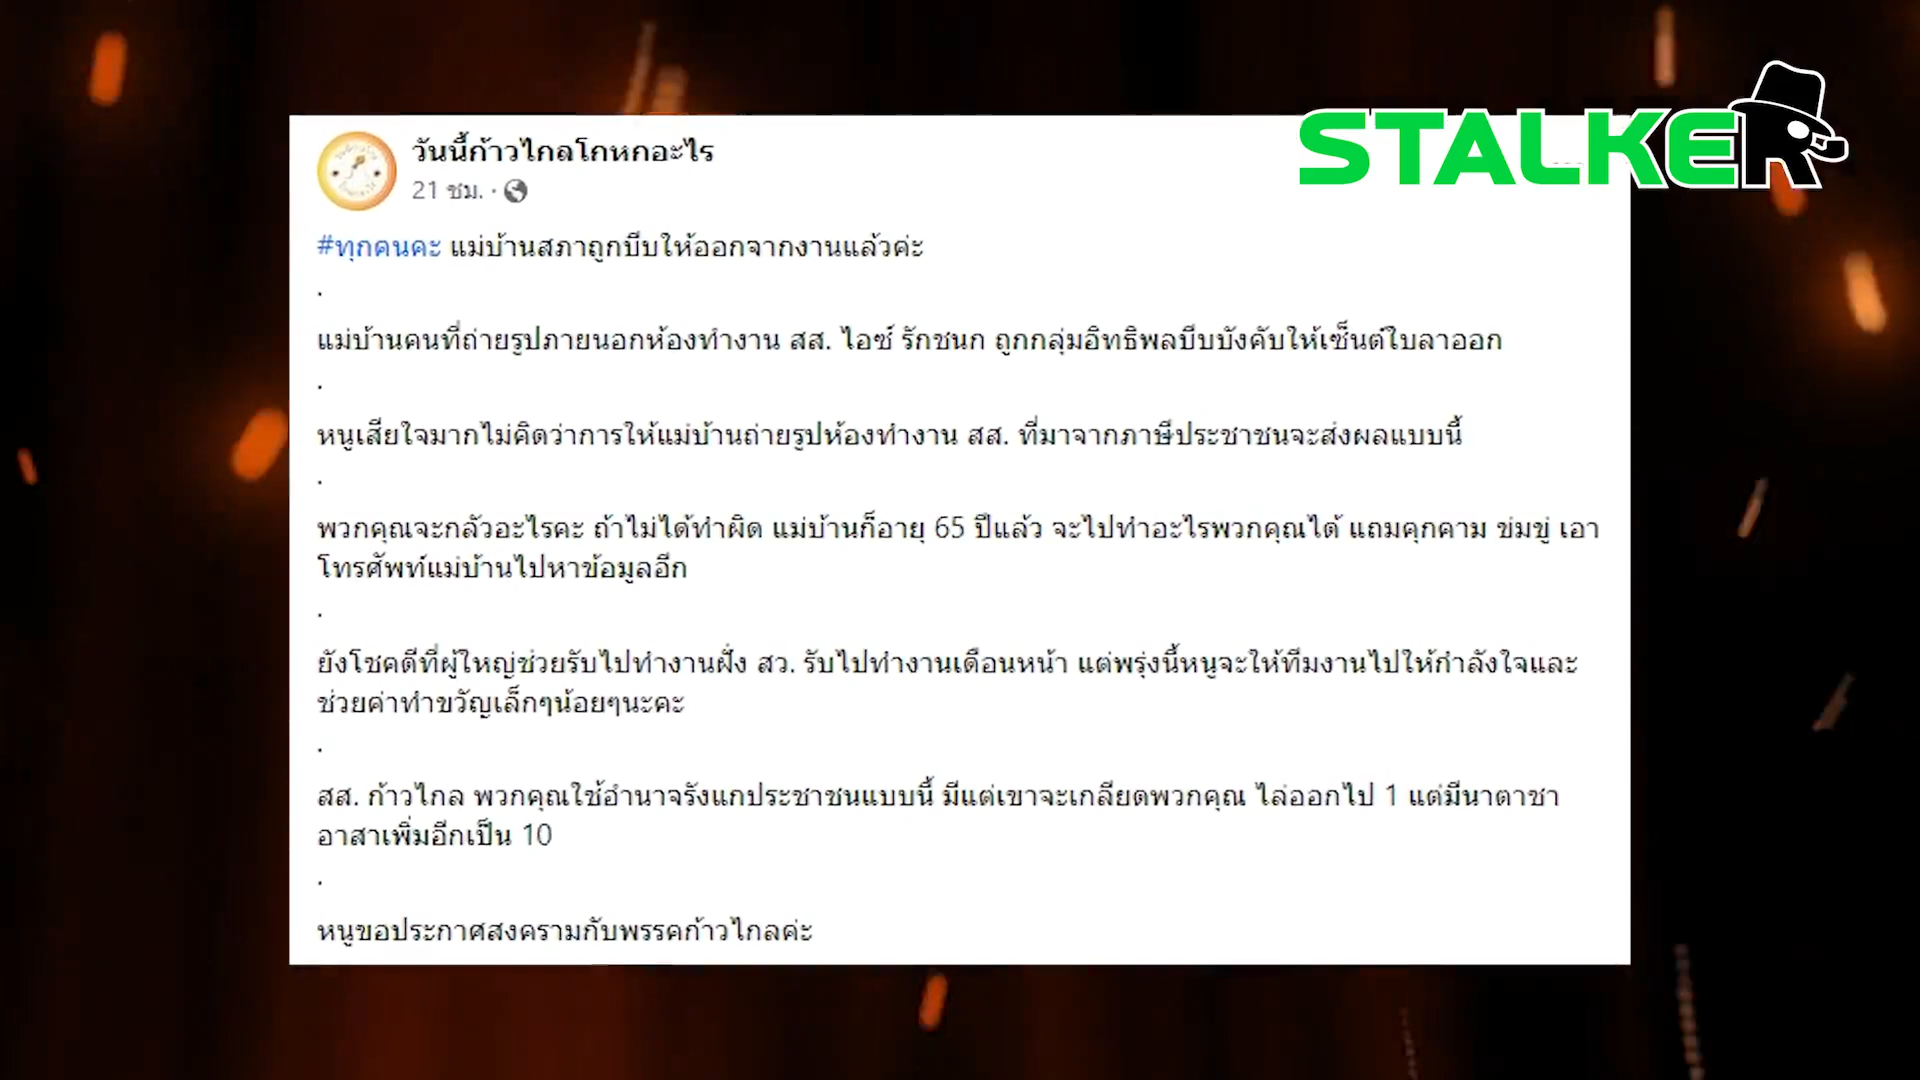 STALKER
วันนี้ก้าวไกลโกหกอะไร
21 ชม. ·
#ทุกคนคะ แม่บ้านสภาถูกบีบให้ออกจากงานแล้วค่ะ
.
แม่บ้านคนที่ถ่ายรูปภายนอกห้องทำงาน สส. ไอซ์ รักชนก ถูกกลุ่มอิทธิพลบีบบังคับให้เซ็นต์ใบลาออก
.
หนูเสียใจมากไม่คิดว่าการให้แม่บ้านถ่ายรูปห้องทำงาน สส. ที่มาจากภาษีประชาชนจะส่งผลแบบนี้
.
พวกคุณจะกลัวอะไรคะ ถ้าไม่ได้ทำผิด แม่บ้านก็อายุ 65 ปีแล้ว จะไปทำอะไรพวกคุณได้ แถมคุกคาม ข่มขู่ เอา
โทรศัพท์แม่บ้านไปหาข้อมูลอีก
.
ยังโชคดีที่ผู้ใหญ่ช่วยรับไปทำงานฝั่ง สว. รับไปทำงานเดือนหน้า แต่พรุ่งนี้หนูจะให้ทีมงานไปให้กำลังใจและ
ช่วยค่าทำขวัญเล็กๆน้อยๆนะคะ
.
สส. ก้าวไกล พวกคุณใช้อำนาจรังแกประชาชนแบบนี้ มีแต่เขาจะเกลียดพวกคุณ ไล่ออกไป 1 แต่มีนาตาชา
อาสาเพิ่มอีกเป็น 10
.
หนูขอประกาศสงครามกับพรรคก้าวไกลค่ะ